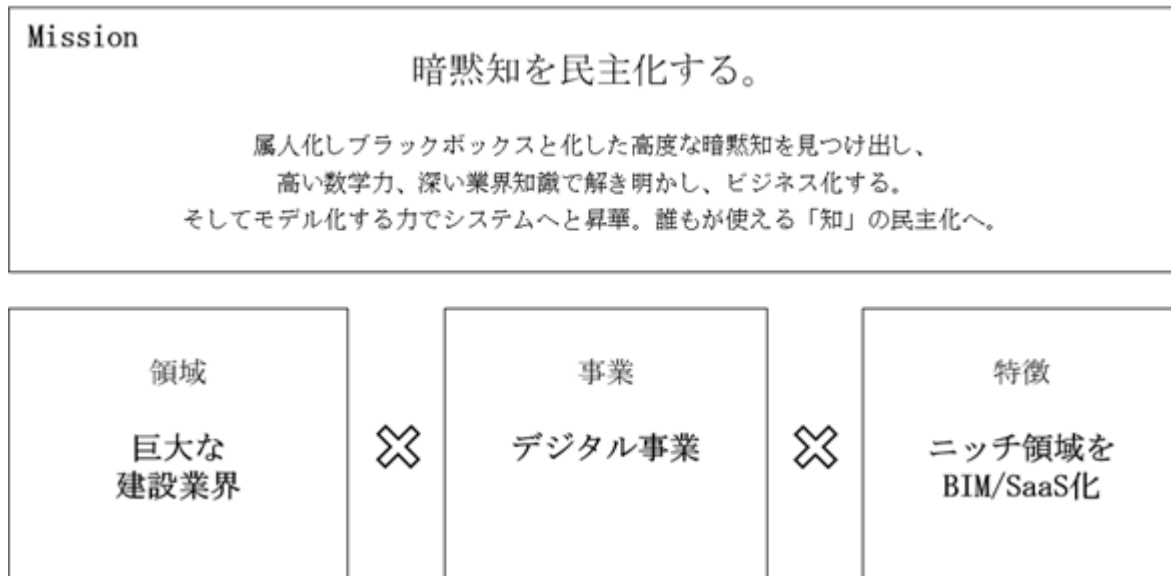 Mission
暗黙知を民主化する。
属人化しブラックボックスと化した高度な暗黙知を見つけ出し、
高い数学力、深い業界知識で解き明かし、ビジネス化する。
そしてモデル化する力でシステムへと昇華。誰もが使える「知」の民主化へ。
領域
巨大な
建設業界
事業
デジタル事業
特徴
ニッチ領域を
BIM/SaaS化